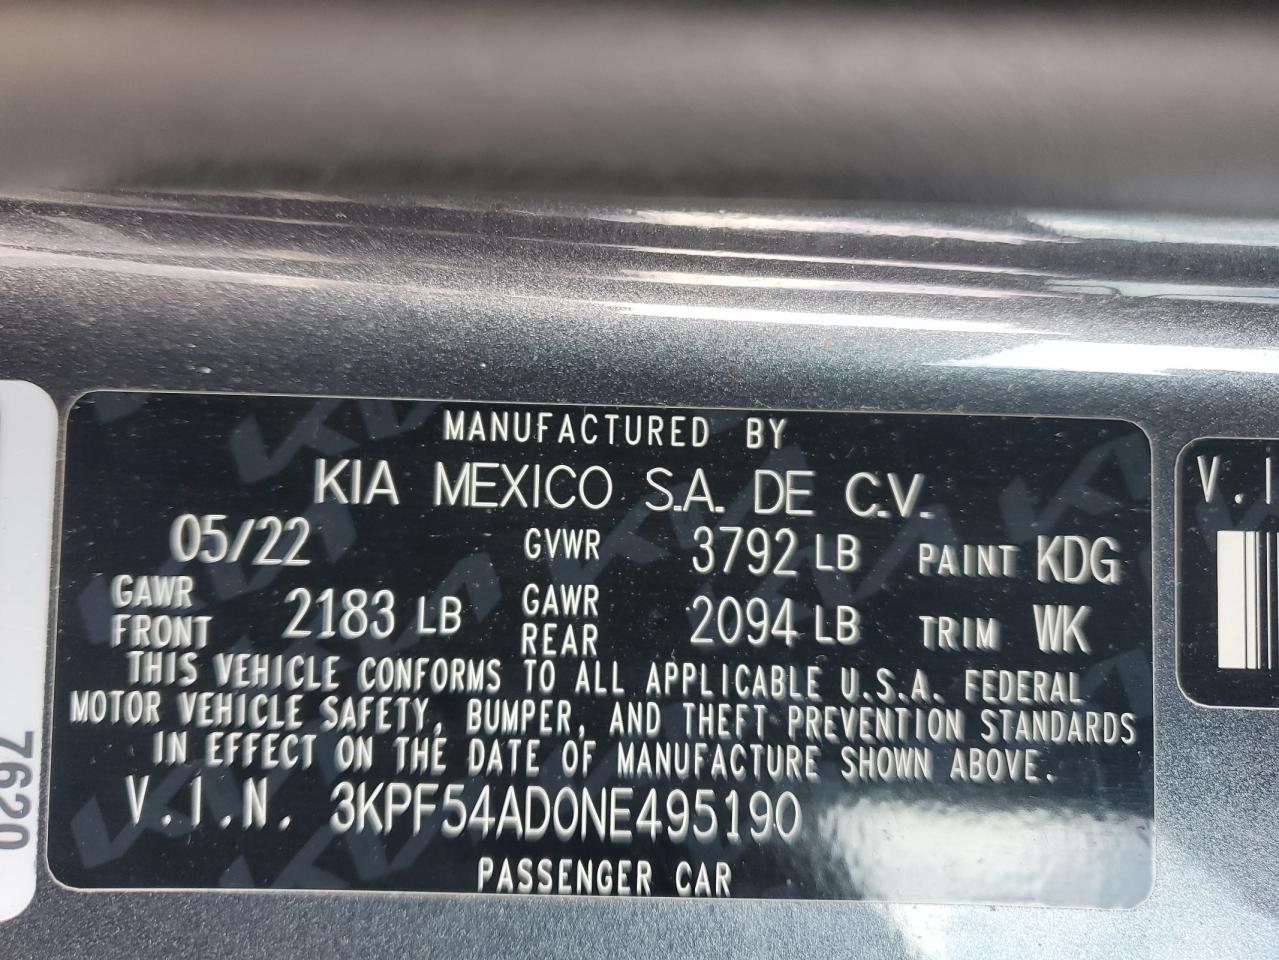 MANUFACTURED BY
KIA MEXICO S.A. DE C.V.
05/22 GVWR 3792 LB PAINT KDG
GAWR FRONT 2183 LB GAWR REAR 2094 LB TRIM WK
THIS VEHICLE CONFORMS TO ALL APPLICABLE U.S.A. FEDERAL
MOTOR VEHICLE SAFETY, BUMPER, AND THEFT PREVENTION STANDARDS
IN EFFECT ON THE DATE OF MANUFACTURE SHOWN ABOVE.
V.I.N. 3KPF54AD0NE495190
PASSENGER CAR
V.I
7620